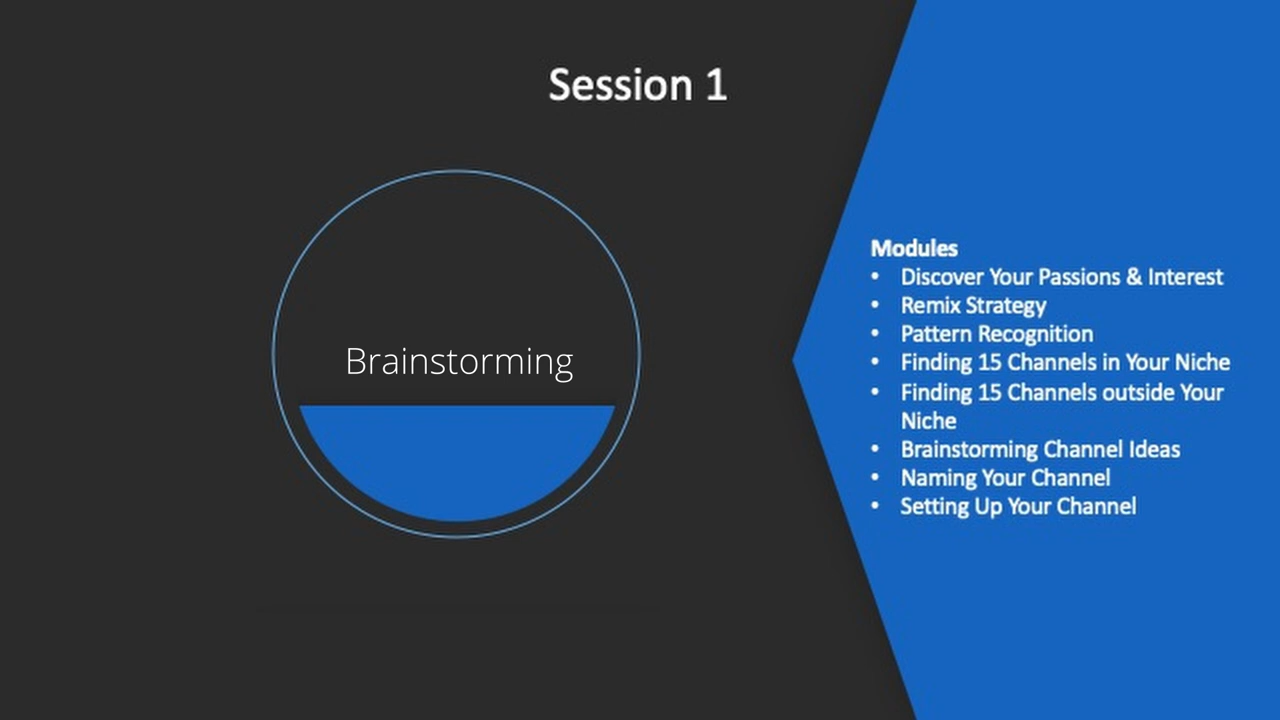 Session 1
Brainstorming
Modules
• Discover Your Passions & Interest
• Remix Strategy
• Pattern Recognition
• Finding 15 Channels in Your Niche
• Finding 15 Channels outside Your
Niche
• Brainstorming Channel Ideas
• Naming Your Channel
• Setting Up Your Channel